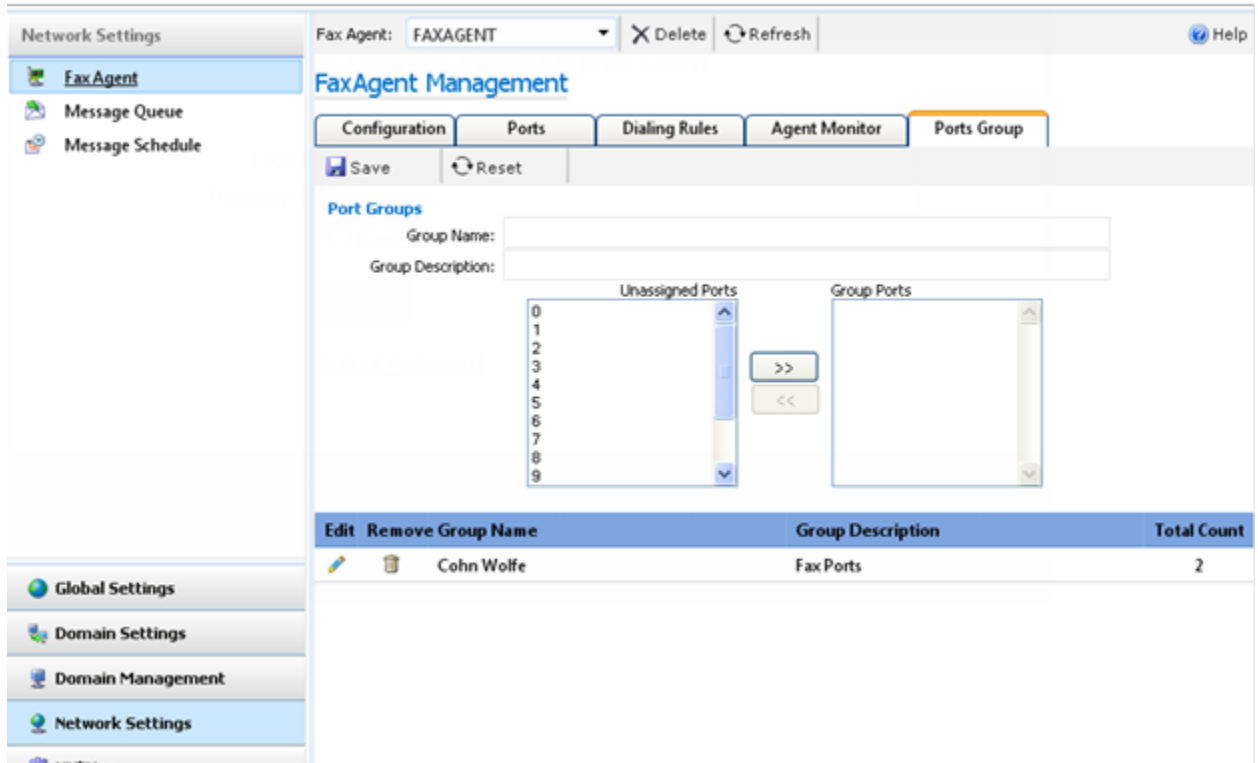 Network Settings
Fax Agent: FAXAGENT Delete Refresh Help
Fax Agent
Message Queue
Message Schedule
FaxAgent Management
Configuration Ports Dialing Rules Agent Monitor Ports Group
Save Reset
Port Groups
Group Name:
Group Description:
Unassigned Ports Group Ports
0
1
2
3
4
5
6
7
8
9
>>
<<
Edit Remove Group Name Group Description Total Count
Cohn Wolfe Fax Ports 2
Global Settings
Domain Settings
Domain Management
Network Settings